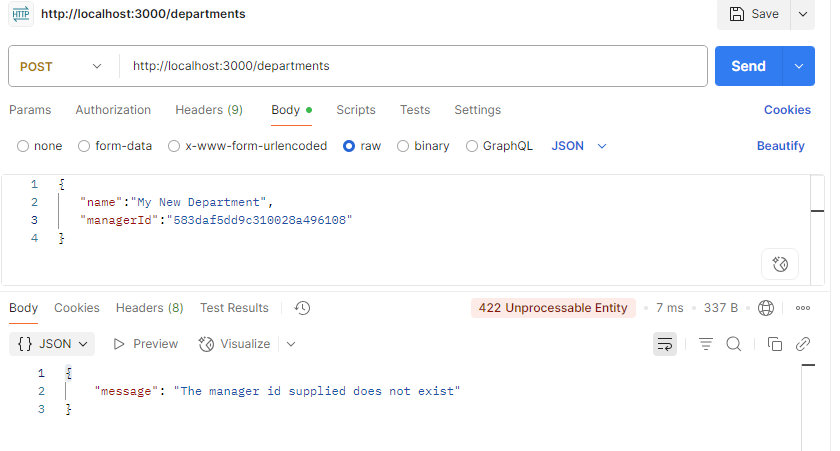 HTTP http://localhost:3000/departments Save
POST http://localhost:3000/departments Send
Params Authorization Headers (9) Body Scripts Tests Settings Cookies
none form-data x-www-form-urlencoded raw binary GraphQL JSON Beautify
1 {
2 "name":"My New Department",
3 "managerId":"583daf5dd9c310028a496108"
4 }
Body Cookies Headers (8) Test Results 422 Unprocessable Entity 7 ms 337 B
{} JSON Preview Visualize
1 {
2 "message": "The manager id supplied does not exist"
3 }